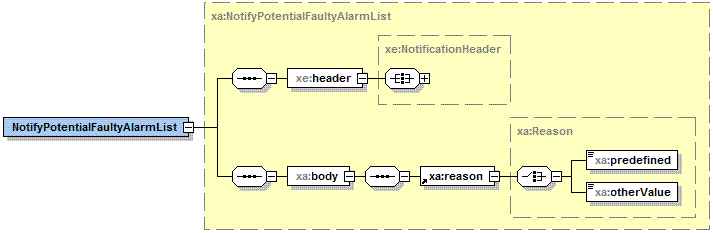 xa:NotifyPotentialFaultyAlarmList
xe:NotificationHeader
xe:header
NotifyPotentialFaultyAlarmList
xa:Reason
xa:predefined
xa:body
xa:reason
xa:otherValue